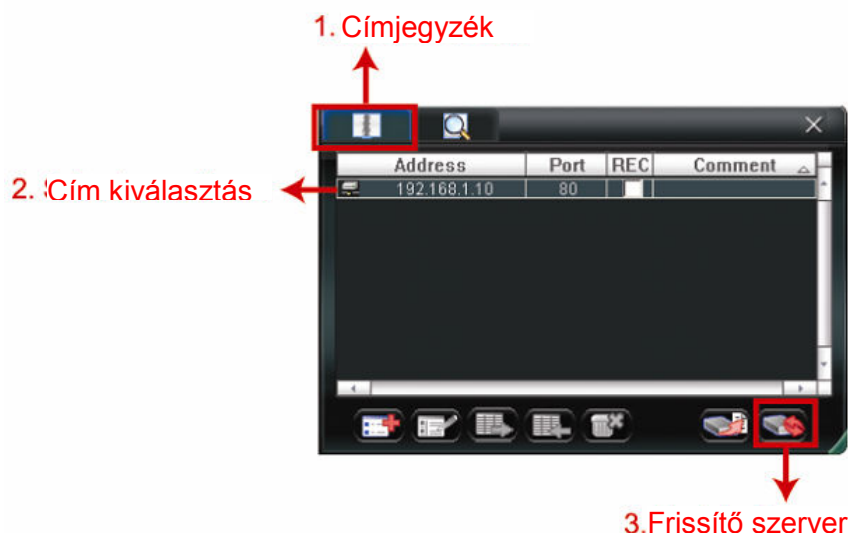 1. Címjegyzék
Address Port REC Comment
2. Cím kiválasztás
192.168.1.10 80
3.Frissítő szerver